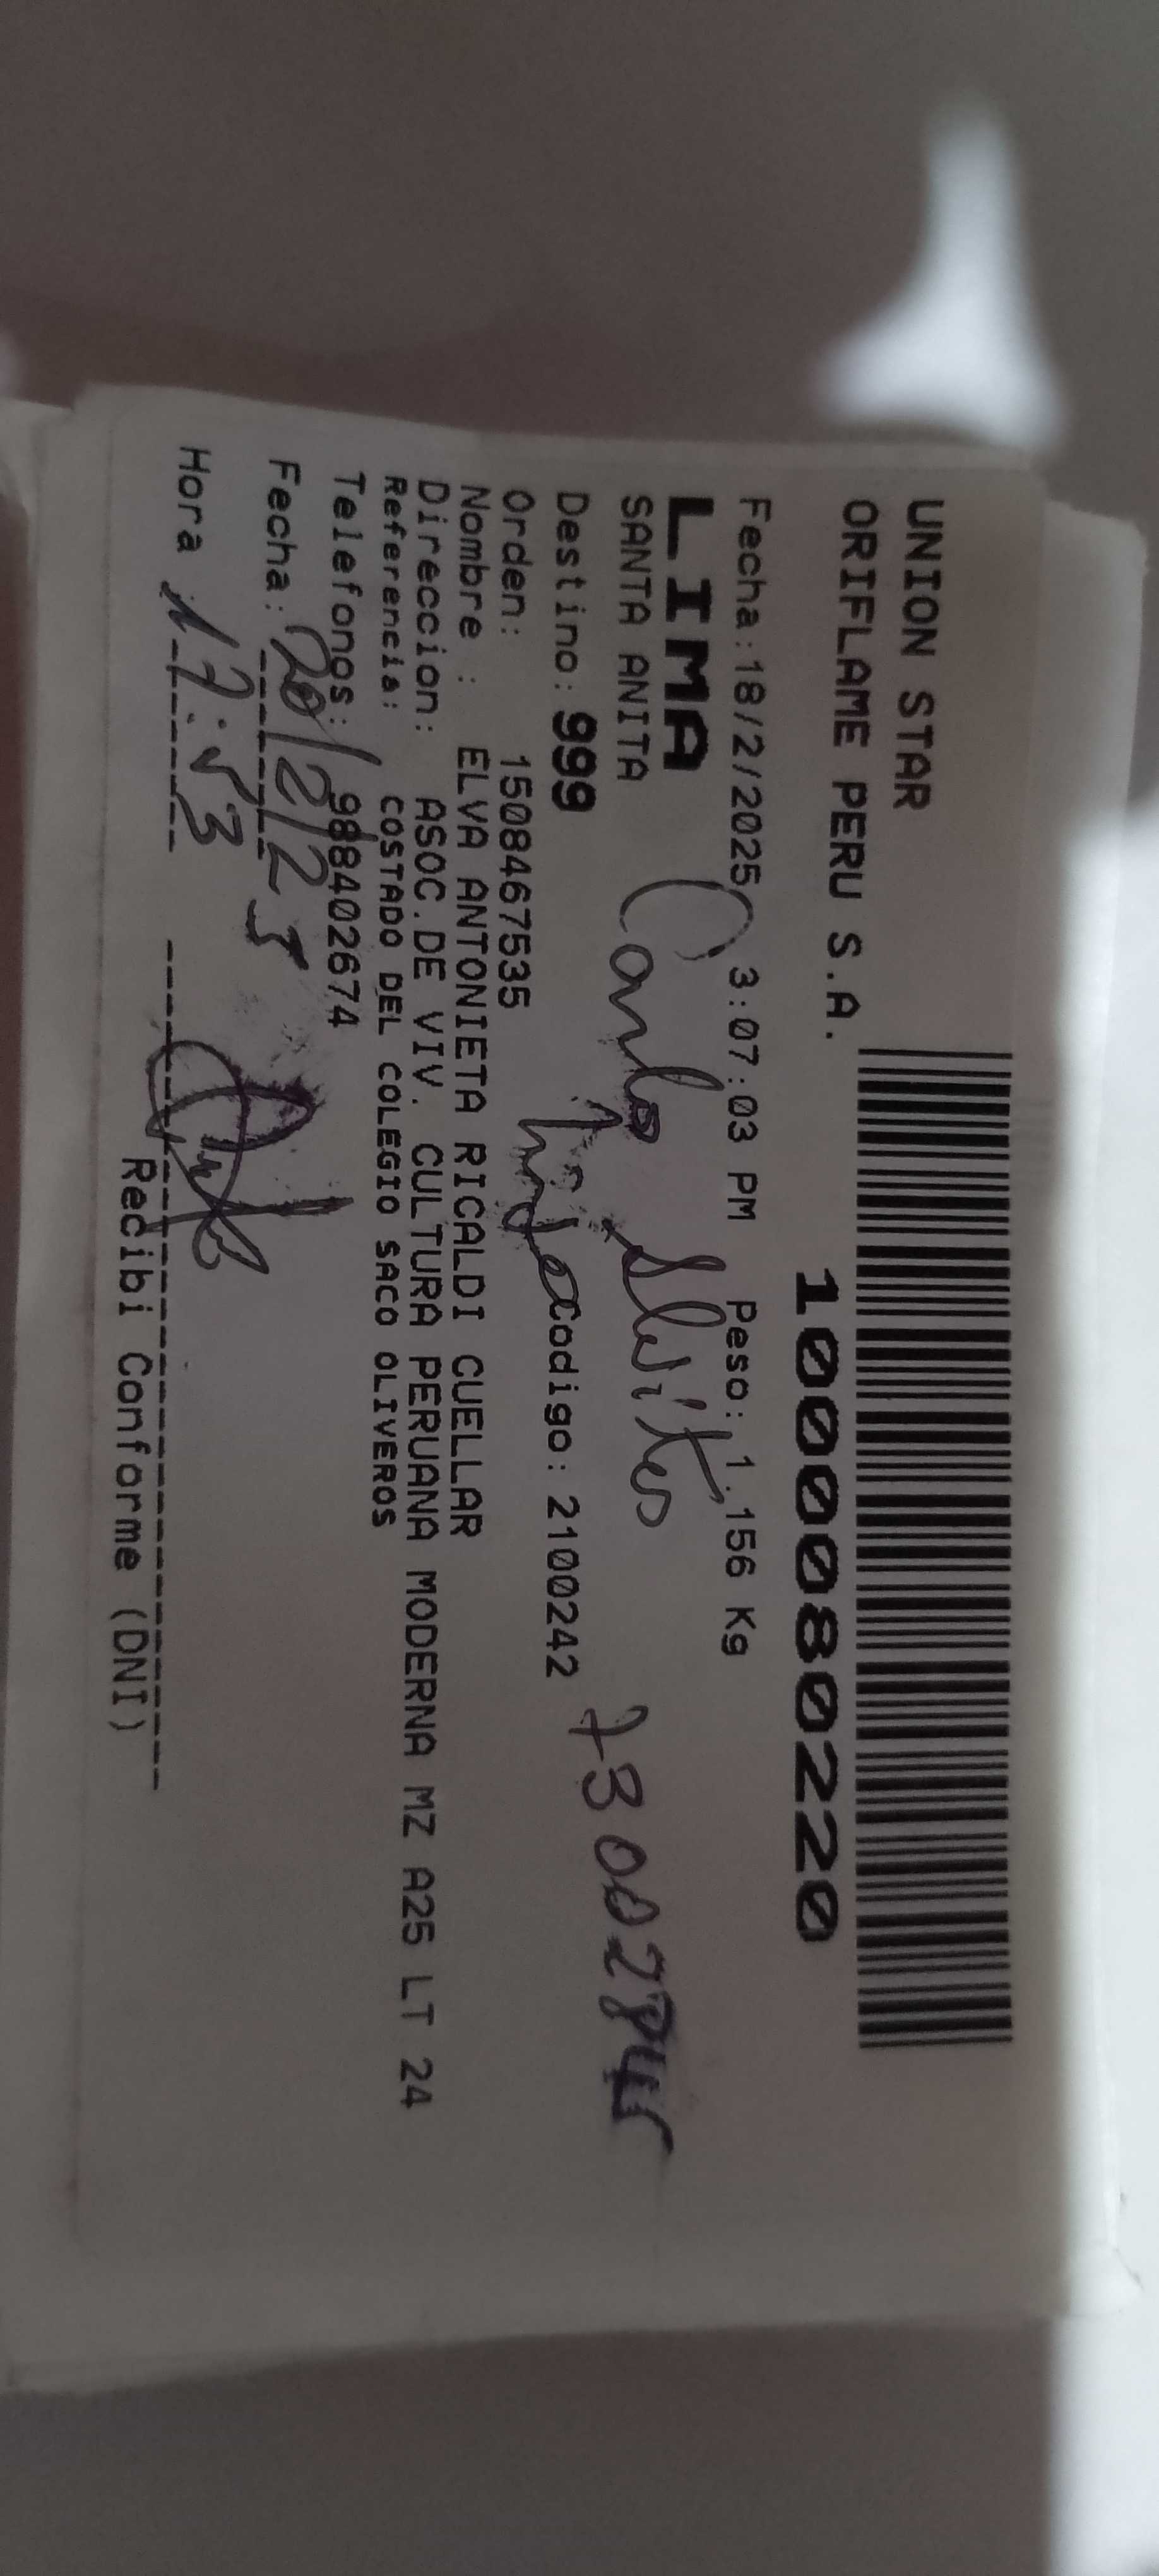 UNION STAR
ORIFLAME PERU S.A.
1000080220
Fecha:18/2/2025 3:07:03 PM Peso: 1.156 Kg
LIMA
SANTA ANITA
Destino: 999 Codigo: 2100242
Orden: 1508467535
Nombre : ELVA ANTONIETA RICALDI CUELLAR
Direccion: ASOC.DE VIV. CULTURA PERUANA MODERNA MZ A25 LT 24
Referencia: COSTADO DEL COLEGIO SACO OLIVEROS
Telefonos: 988402674
Fecha: 20/2/25
Hora 17:53
Recibi Conforme (DNI)